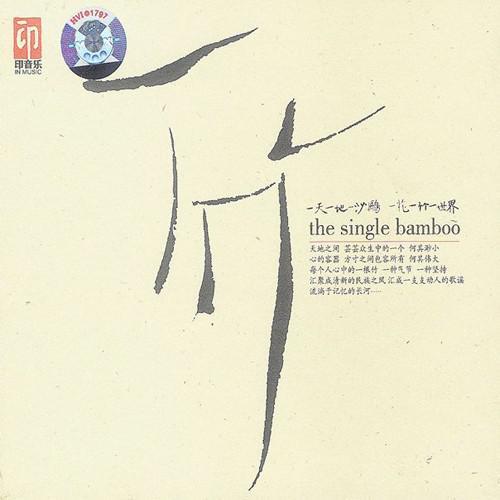 印
印音乐
IN MUSIC
HVI®1797
一竹
一天一地一沙鸥 一花一竹一世界
the single bamboo
天地之间 芸芸众生中的一个 何其渺小
心的容器 方寸之间包容所有 何其伟大
每个人心中的一根竹 一种气节 一种坚持
汇聚成清新的民族之风 汇成一支支动人的歌谣
流淌于记忆的长河……